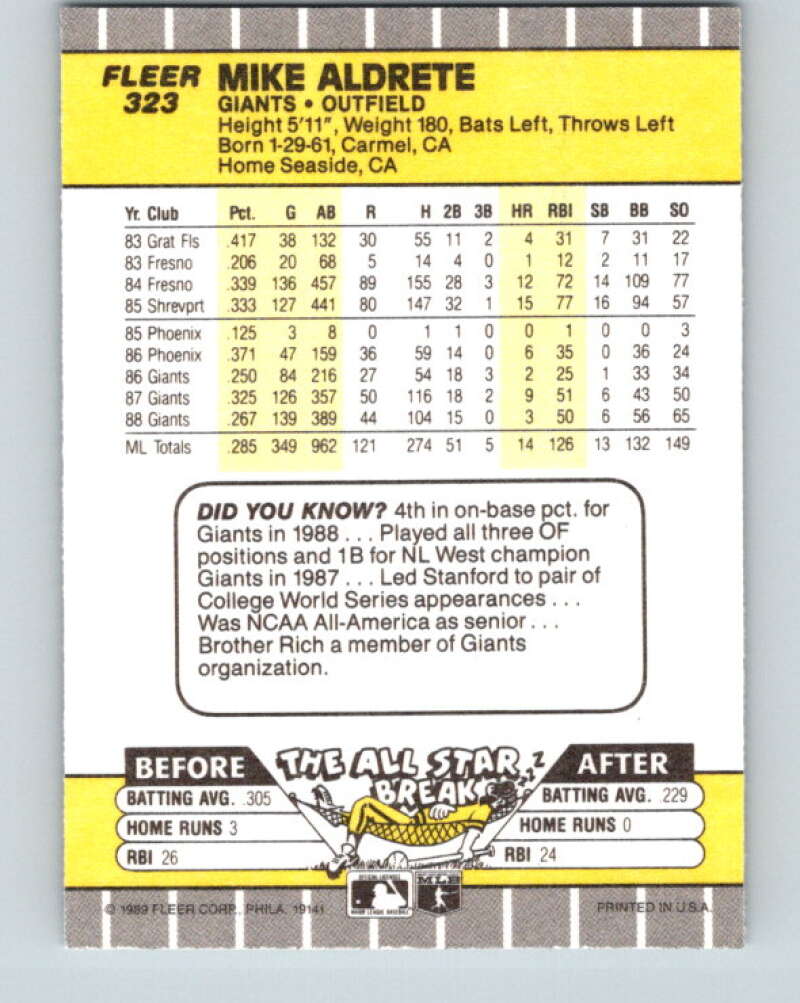 FLEER MIKE ALDRETE
323 GIANTS • OUTFIELD
Height 5'11", Weight 180, Bats Left, Throws Left
Born 1-29-61, Carmel, CA
Home Seaside, CA
Yr. Club Pct. G AB R H 2B 3B HR RBI SB BB SO
83 Grat Fls .417 38 132 30 55 11 2 4 31 7 31 22
83 Fresno .206 20 68 5 14 4 0 1 12 2 11 17
84 Fresno .339 136 457 89 155 28 3 12 72 14 109 77
85 Shrevprt .333 127 441 80 147 32 1 15 77 16 94 57
85 Phoenix .125 3 8 0 1 1 0 0 1 0 0 3
86 Phoenix .371 47 159 36 59 14 0 6 35 0 36 24
86 Giants .250 84 216 27 54 18 3 2 25 1 33 34
87 Giants .325 126 357 50 116 18 2 9 51 6 43 50
88 Giants .267 139 389 44 104 15 0 3 50 6 56 65
ML Totals .285 349 962 121 274 51 5 14 126 13 132 149
DID YOU KNOW? 4th in on-base pct. for
Giants in 1988 . . . Played all three OF
positions and 1B for NL West champion
Giants in 1987 . . . Led Stanford to pair of
College World Series appearances . . .
Was NCAA All-America as senior . . .
Brother Rich a member of Giants
organization.
BEFORE THE ALL STAR BREAK zzZZ AFTER
BATTING AVG. .305 BATTING AVG. .229
HOME RUNS 3 HOME RUNS 0
RBI 26 RBI 24
OFFICIAL LICENSEE
MAJOR LEAGUE BASEBALL
© 1989 FLEER CORP., PHILA. 19141 PRINTED IN U.S.A.